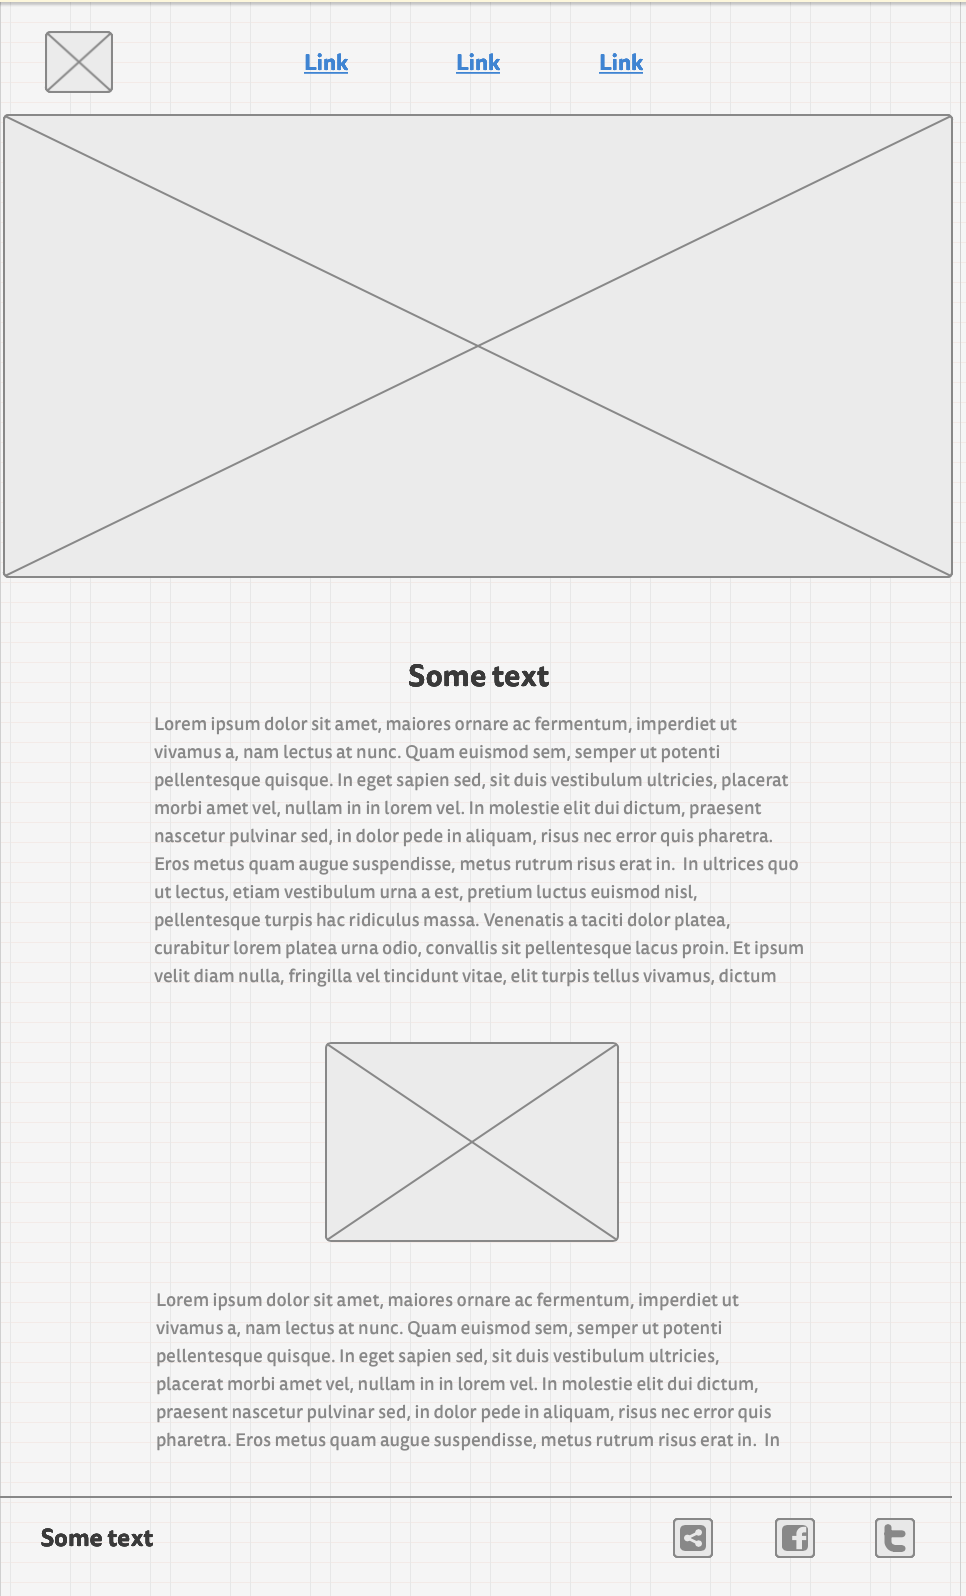 Link Link Link
Some text
Lorem ipsum dolor sit amet, maiores ornare ac fermentum, imperdiet ut
vivamus a, nam lectus at nunc. Quam euismod sem, semper ut potenti
pellentesque quisque. In eget sapien sed, sit duis vestibulum ultricies, placerat
morbi amet vel, nullam in in lorem vel. In molestie elit dui dictum, praesent
nascetur pulvinar sed, in dolor pede in aliquam, risus nec error quis pharetra.
Eros metus quam augue suspendisse, metus rutrum risus erat in.  In ultrices quo
ut lectus, etiam vestibulum urna a est, pretium luctus euismod nisl,
pellentesque turpis hac ridiculus massa. Venenatis a taciti dolor platea,
curabitur lorem platea urna odio, convallis sit pellentesque lacus proin. Et ipsum
velit diam nulla, fringilla vel tincidunt vitae, elit turpis tellus vivamus, dictum
Lorem ipsum dolor sit amet, maiores ornare ac fermentum, imperdiet ut
vivamus a, nam lectus at nunc. Quam euismod sem, semper ut potenti
pellentesque quisque. In eget sapien sed, sit duis vestibulum ultricies,
placerat morbi amet vel, nullam in in lorem vel. In molestie elit dui dictum,
praesent nascetur pulvinar sed, in dolor pede in aliquam, risus nec error quis
pharetra. Eros metus quam augue suspendisse, metus rutrum risus erat in.  In
Some text